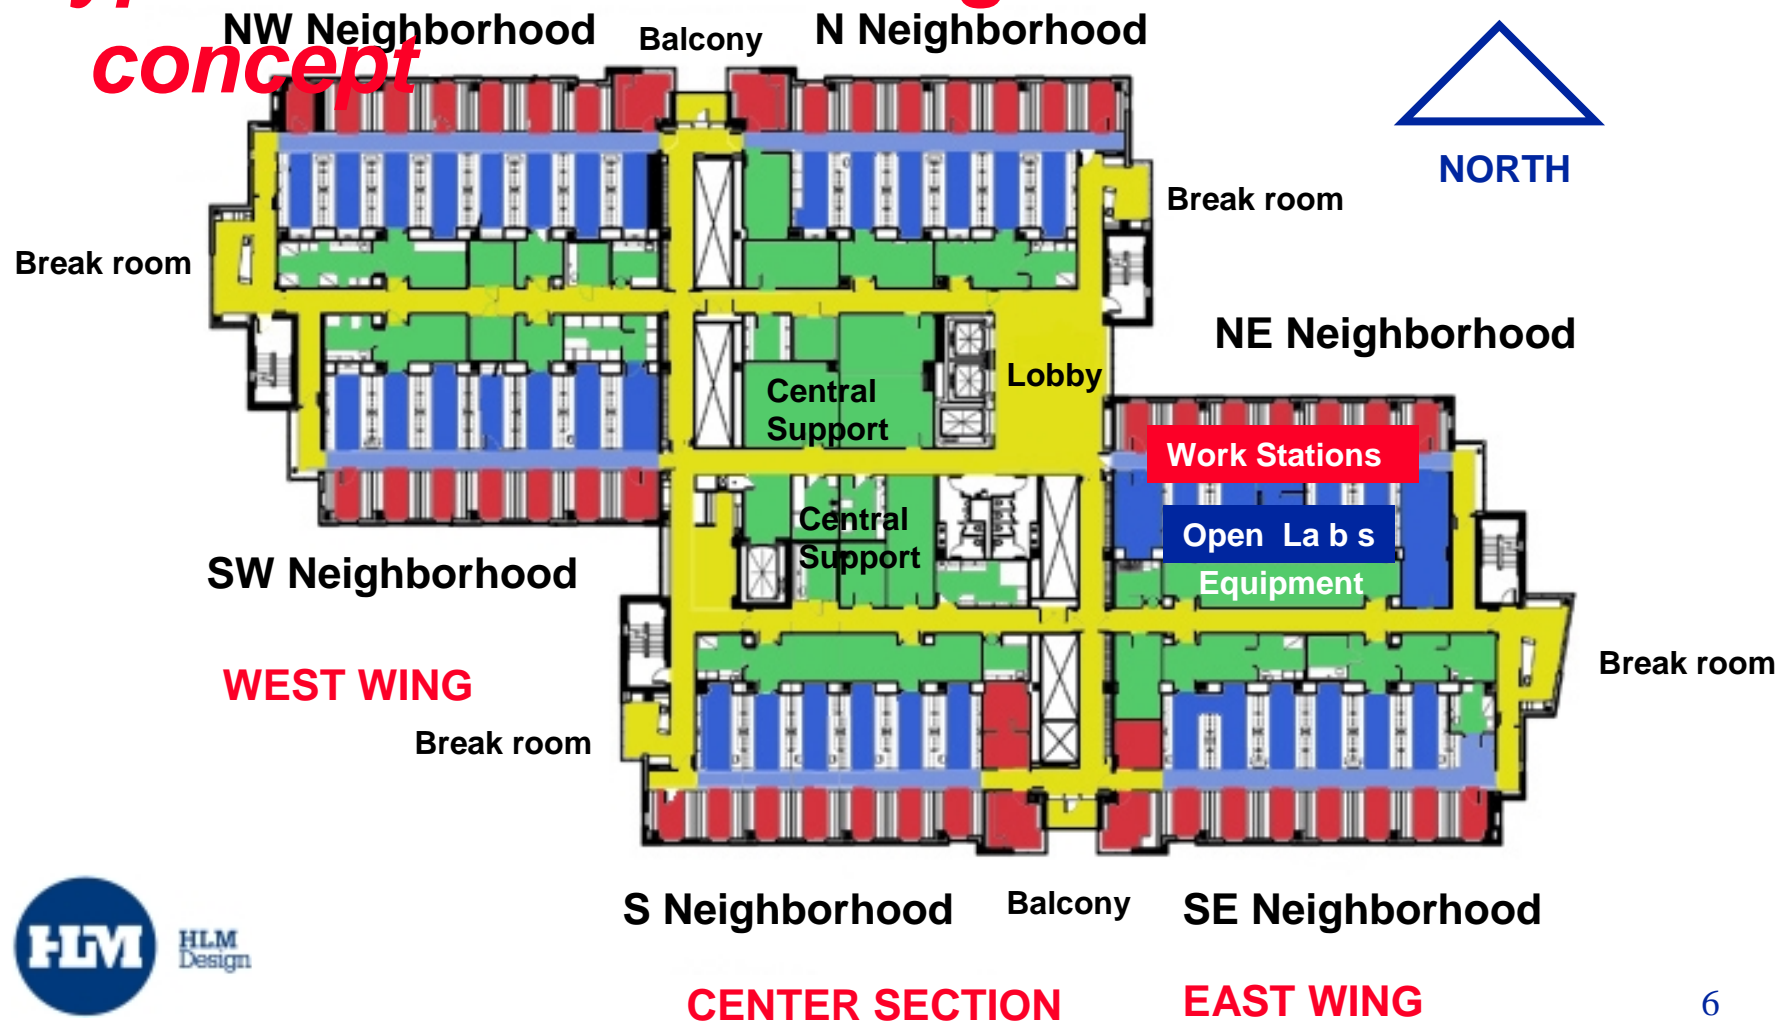 concept
NW Neighborhood
Balcony
N Neighborhood
NORTH
Break room
Break room
NE Neighborhood
Lobby
Central
Support
Work Stations
Open La b s
Equipment
Central
Support
SW Neighborhood
WEST WING
Break room
Break room
S Neighborhood
Balcony
SE Neighborhood
HLM
HLM
Design
CENTER SECTION
EAST WING
6